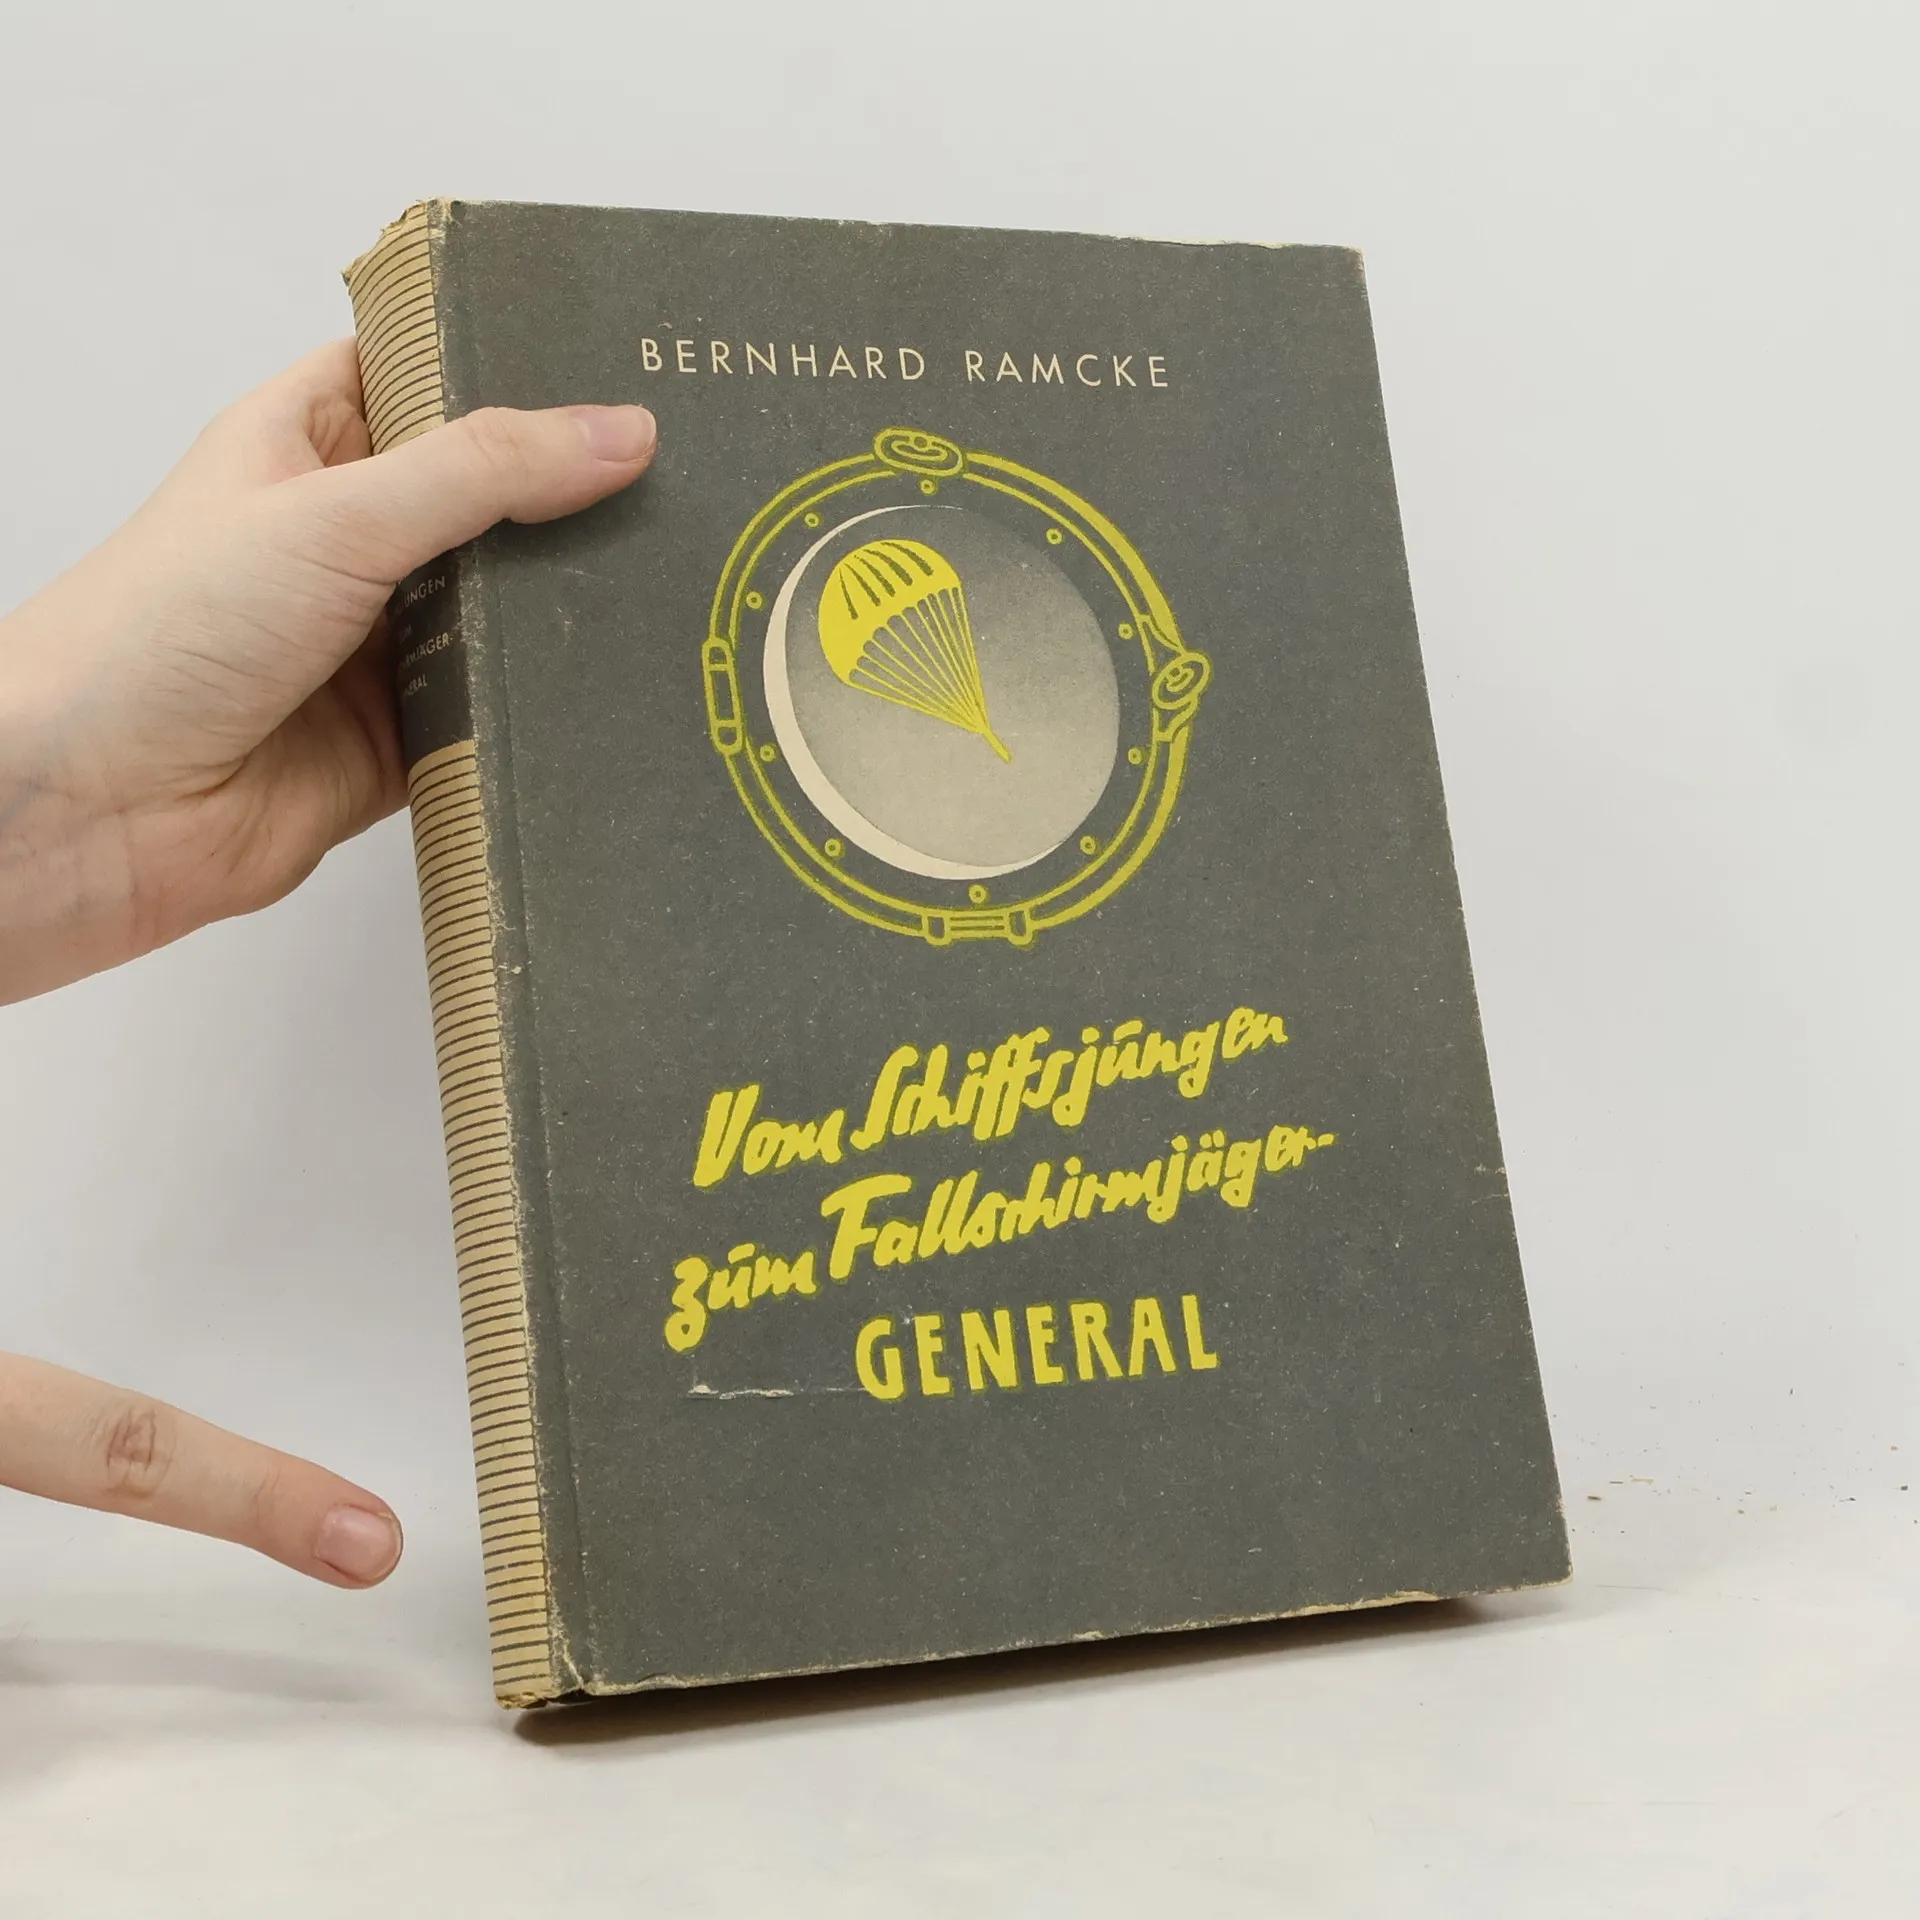 BERNHARD RAMCKE
Vom Schiffsjungen
zum Fallschirmjäger-
GENERAL